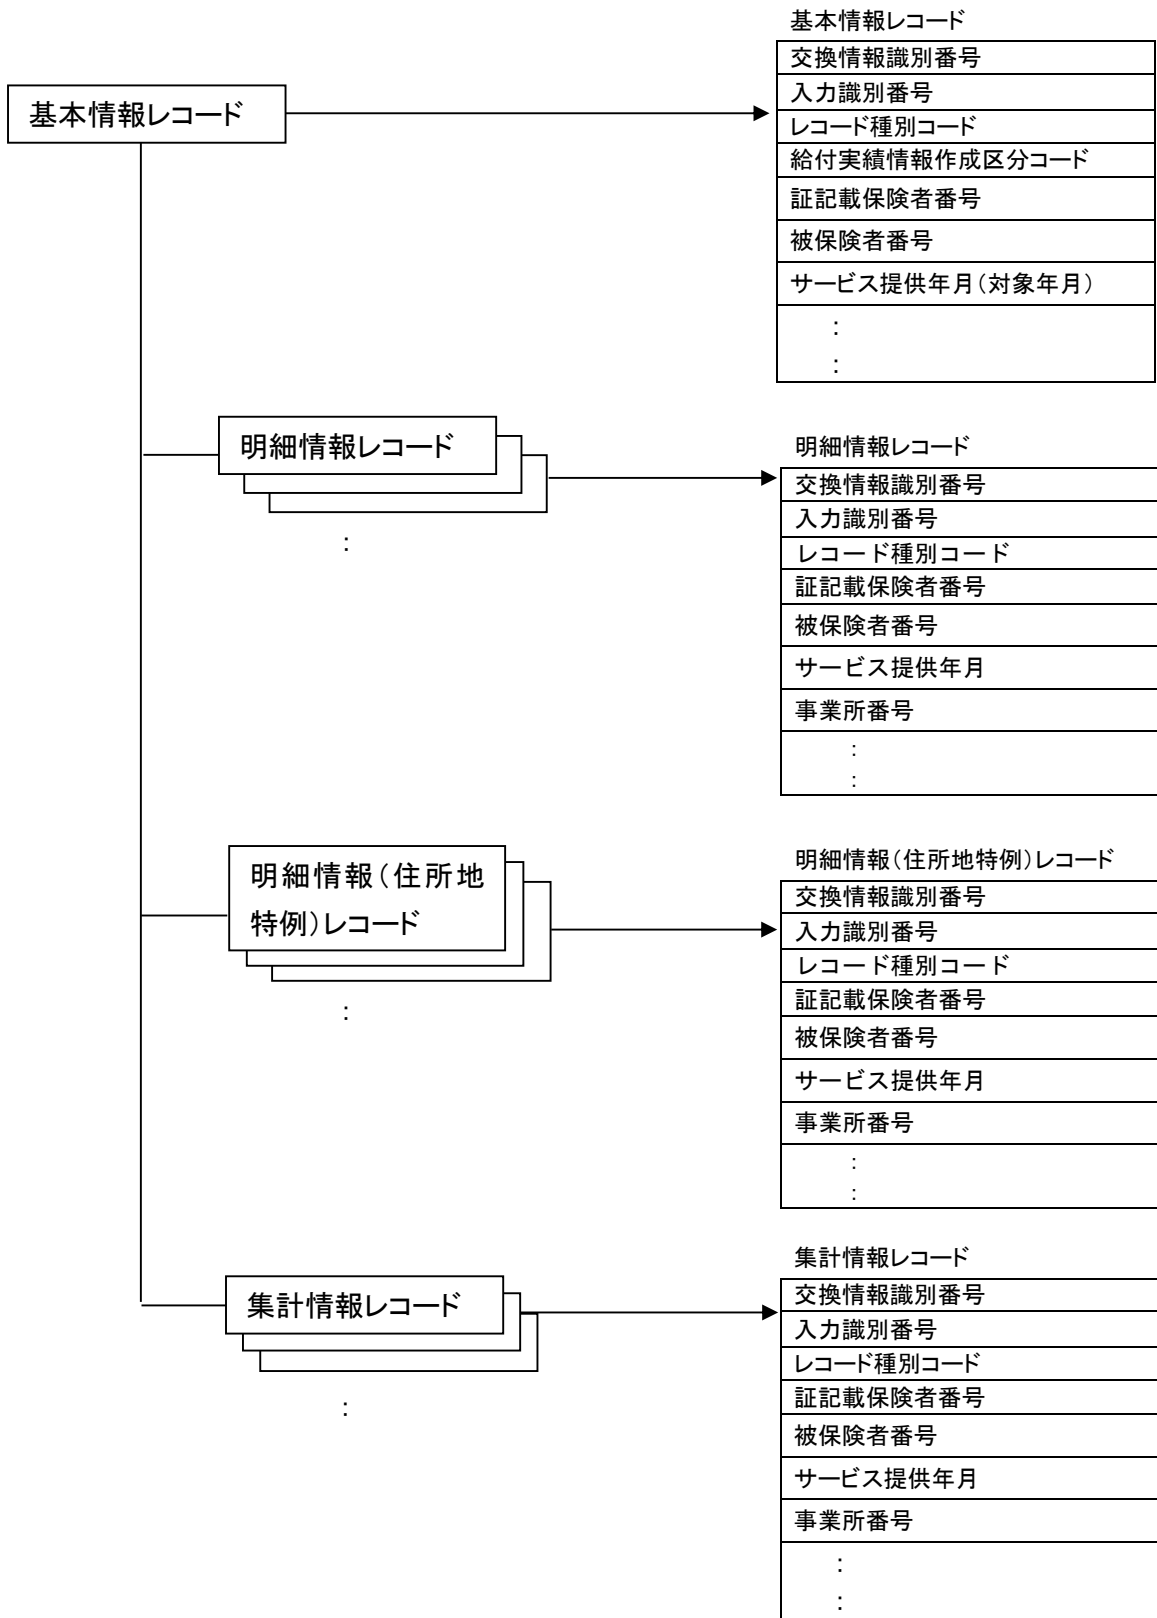 基本情報レコード
基本情報レコード
交換情報識別番号
入力識別番号
レコード種別コード
給付実績情報作成区分コード
証記載保険者番号
被保険者番号
サービス提供年月(対象年月)
:
:
明細情報レコード
:
明細情報レコード
交換情報識別番号
入力識別番号
レコード種別コード
証記載保険者番号
被保険者番号
サービス提供年月
事業所番号
:
:
明細情報(住所地
特例)レコード
:
明細情報(住所地特例)レコード
交換情報識別番号
入力識別番号
レコード種別コード
証記載保険者番号
被保険者番号
サービス提供年月
事業所番号
:
:
集計情報レコード
:
集計情報レコード
交換情報識別番号
入力識別番号
レコード種別コード
証記載保険者番号
被保険者番号
サービス提供年月
事業所番号
:
: